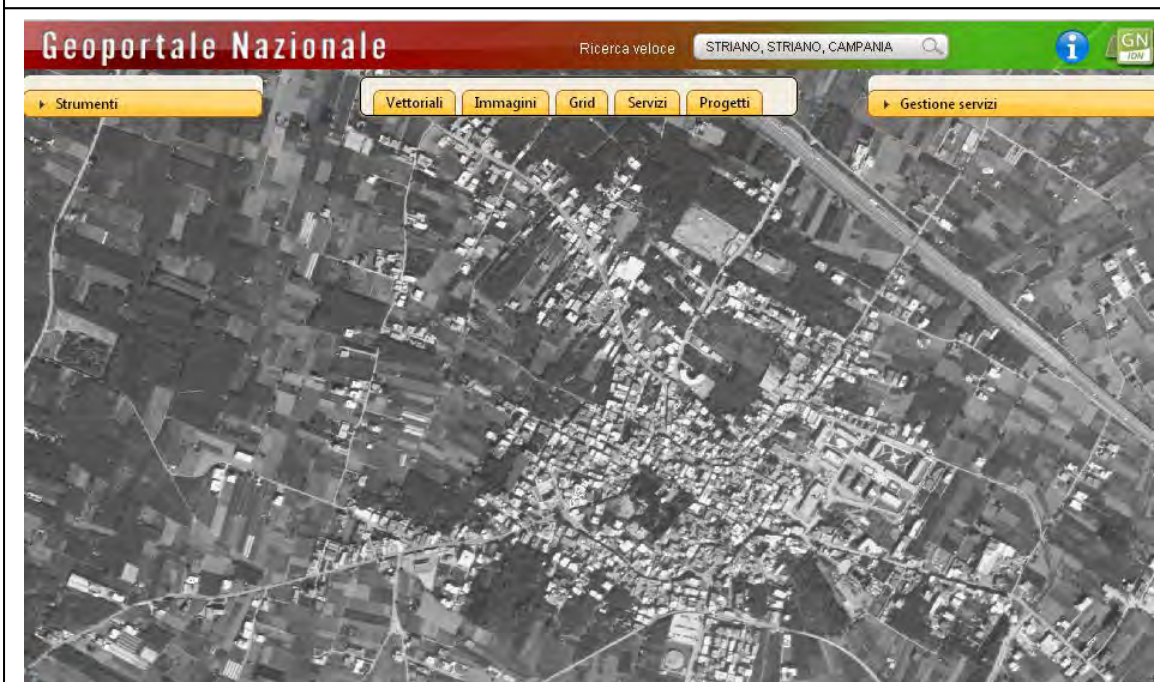 Geoportale Nazionale
Ricerca veloce STRIANO, STRIANO, CAMPANIA
i GN
IDN
Strumenti Vettoriali Immagini Grid Servizi Progetti Gestione servizi